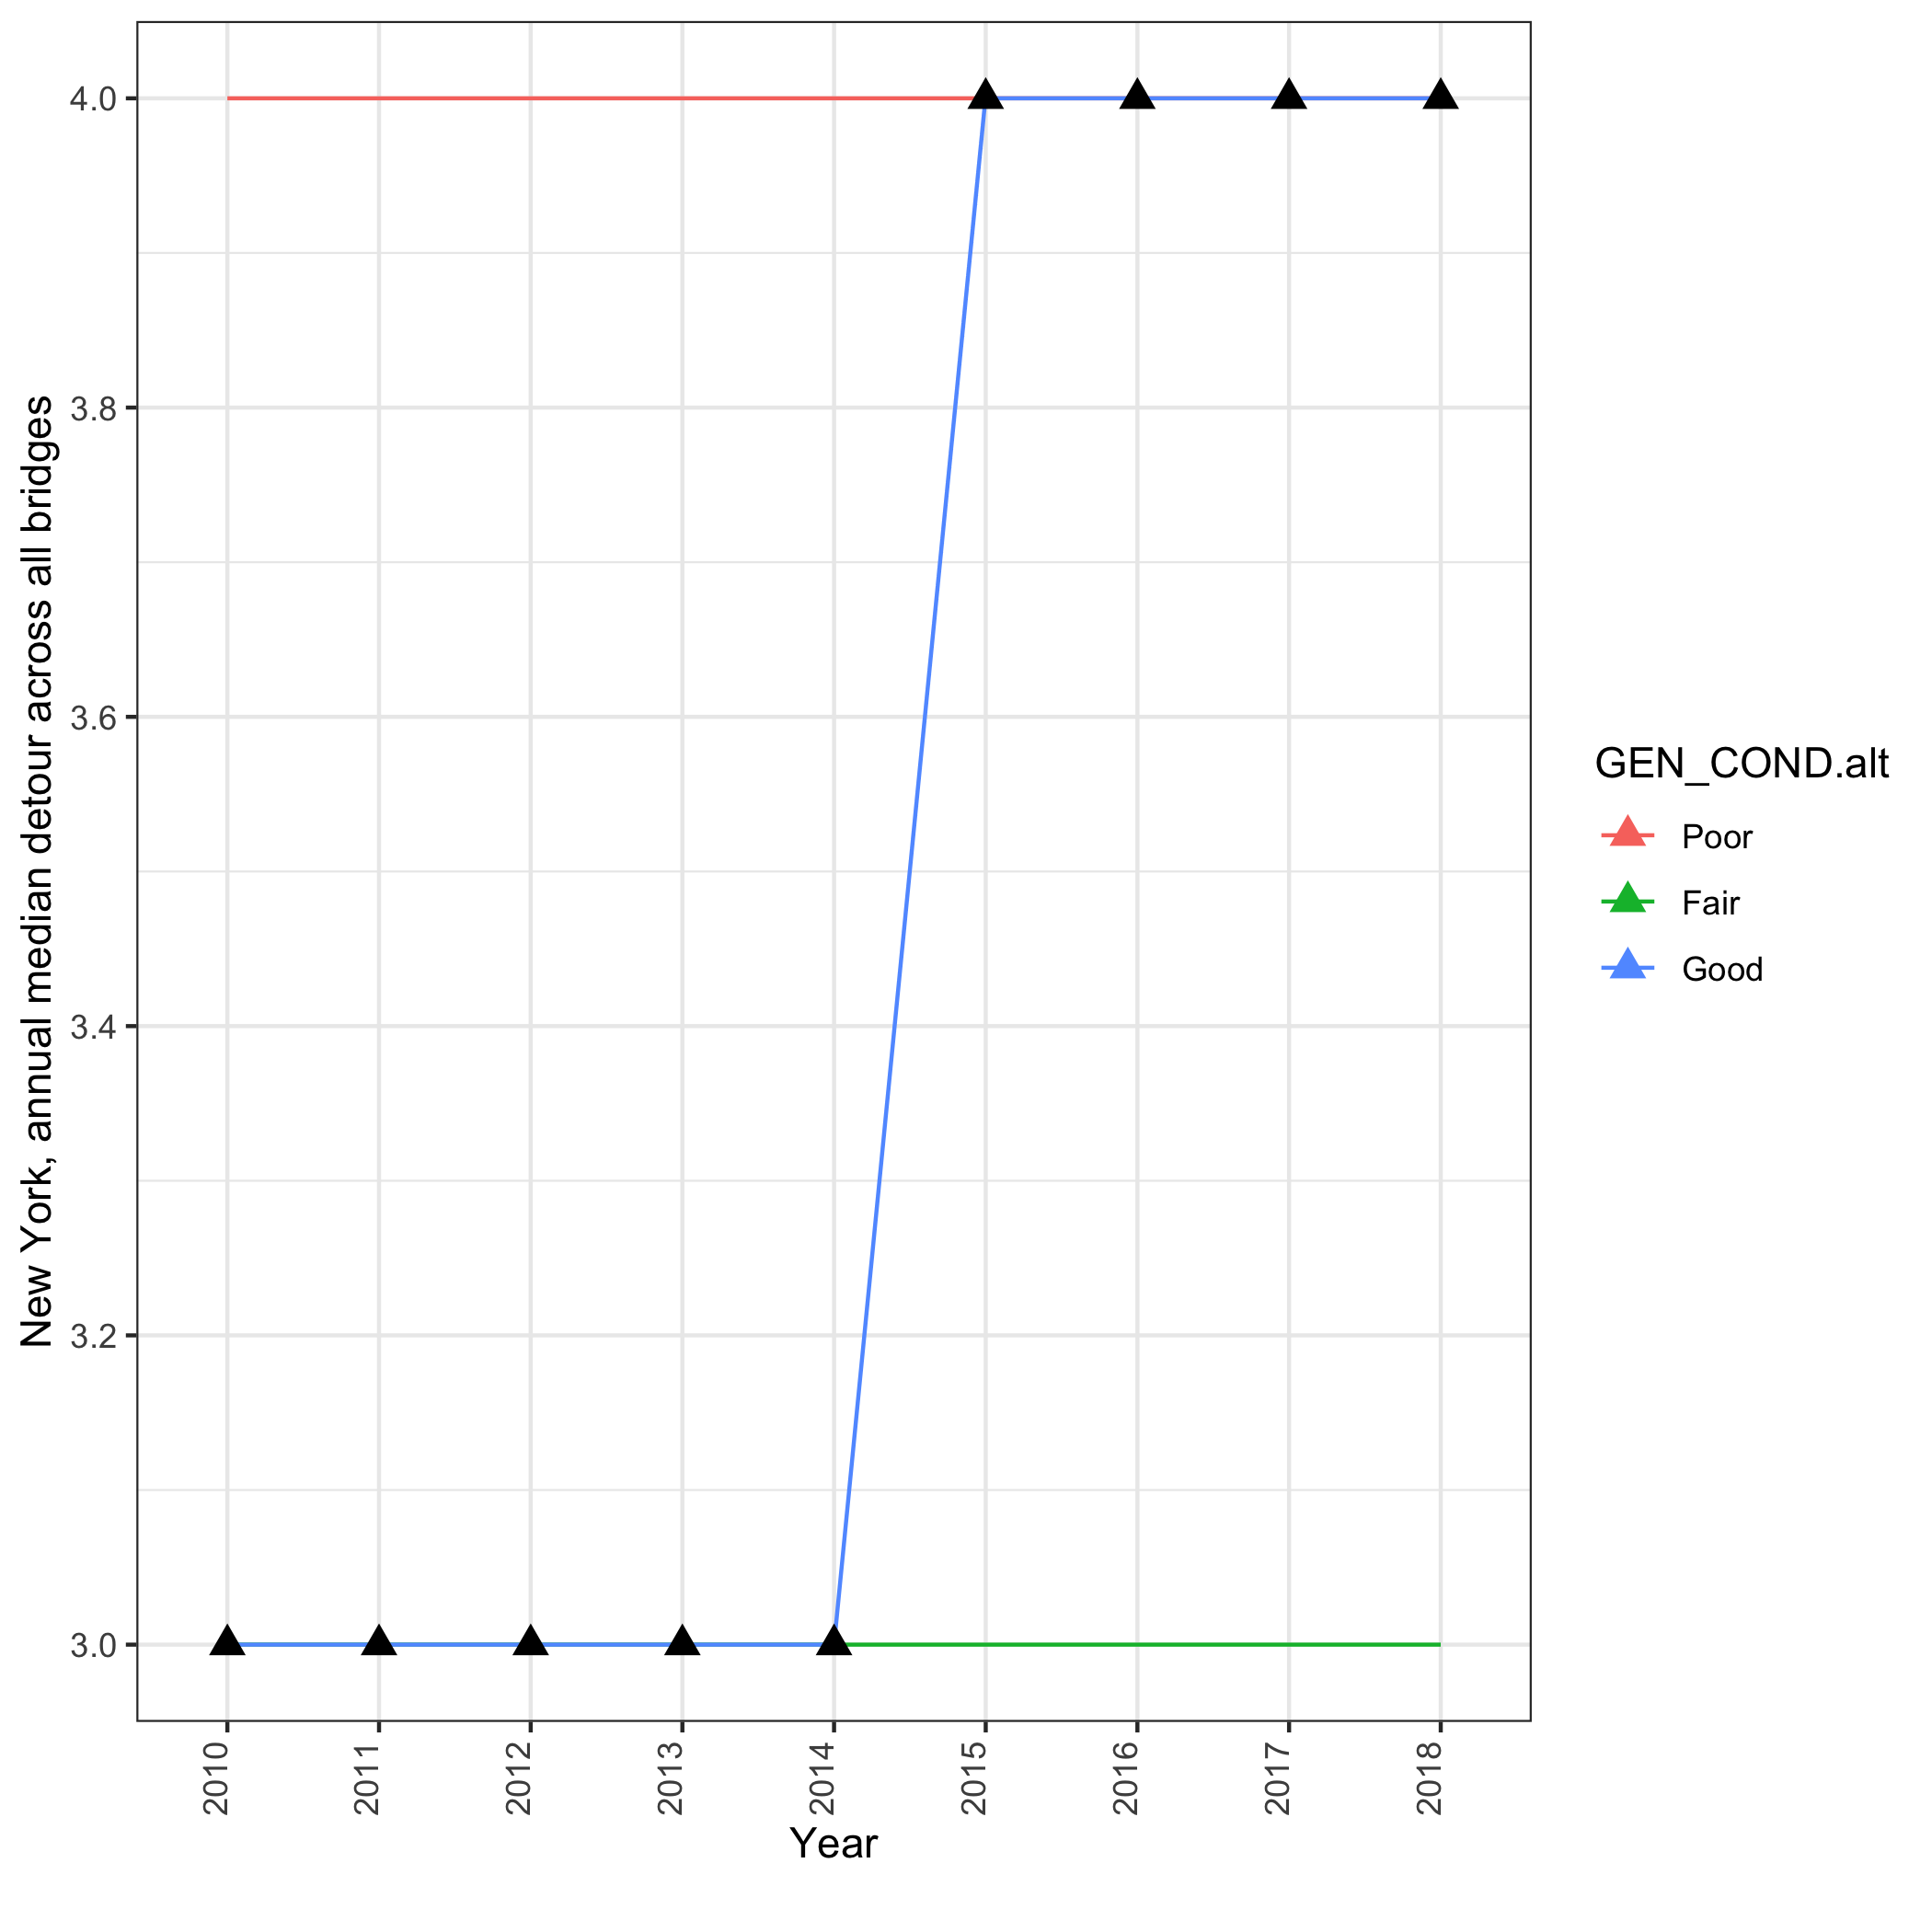 New York, annual median detour across all bridges
4.0
3.8
3.6
3.4
3.2
3.0
2010
2011
2012
2013
2014
2015
2016
2017
2018
Year
GEN_COND.alt
Poor
Fair
Good